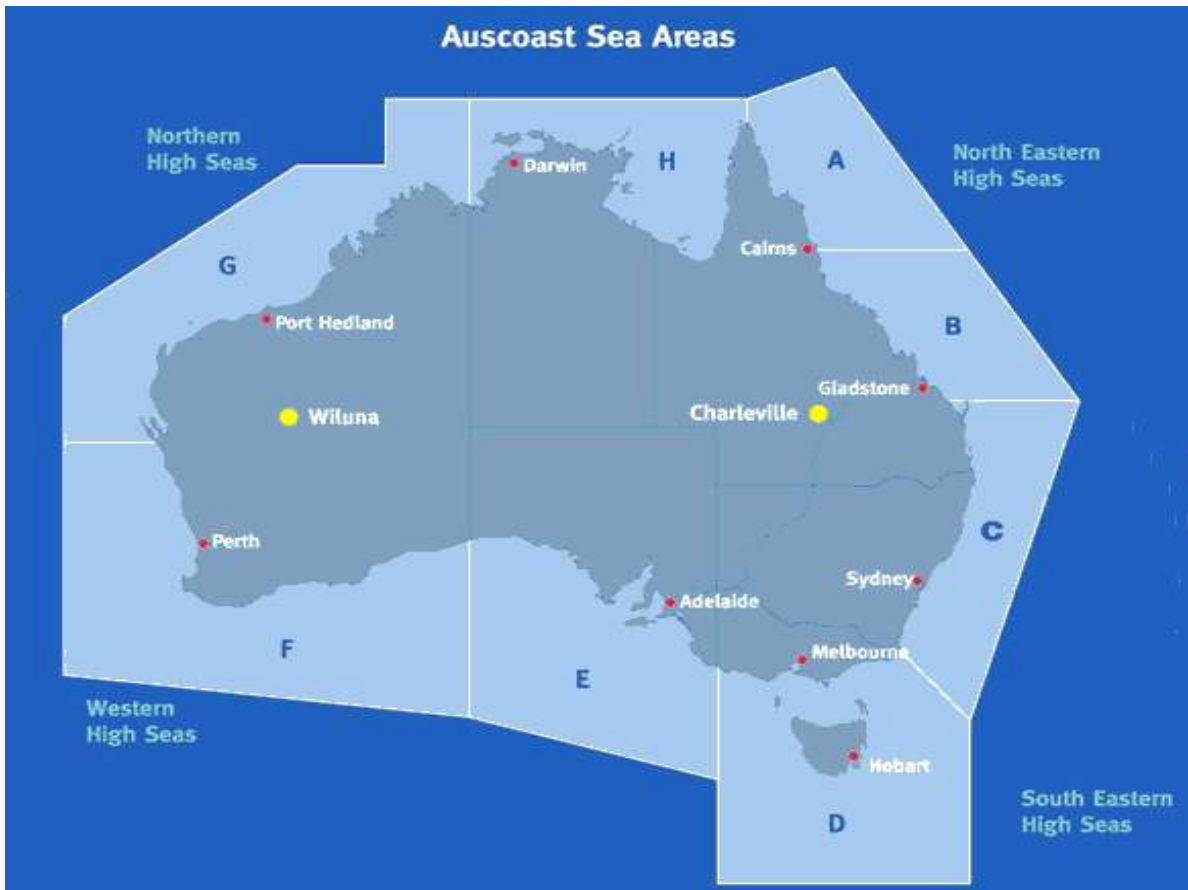 Auscoast Sea Areas
Northern
High Seas
North Eastern
High Seas
Darwin
H
A
Cairns
G
Port Hedland
B
Gladstone
Wiluna
Charleville
C
Perth
Sydney
Adelaide
F
Melbourne
E
Western
High Seas
Hobart
South Eastern
High Seas
D